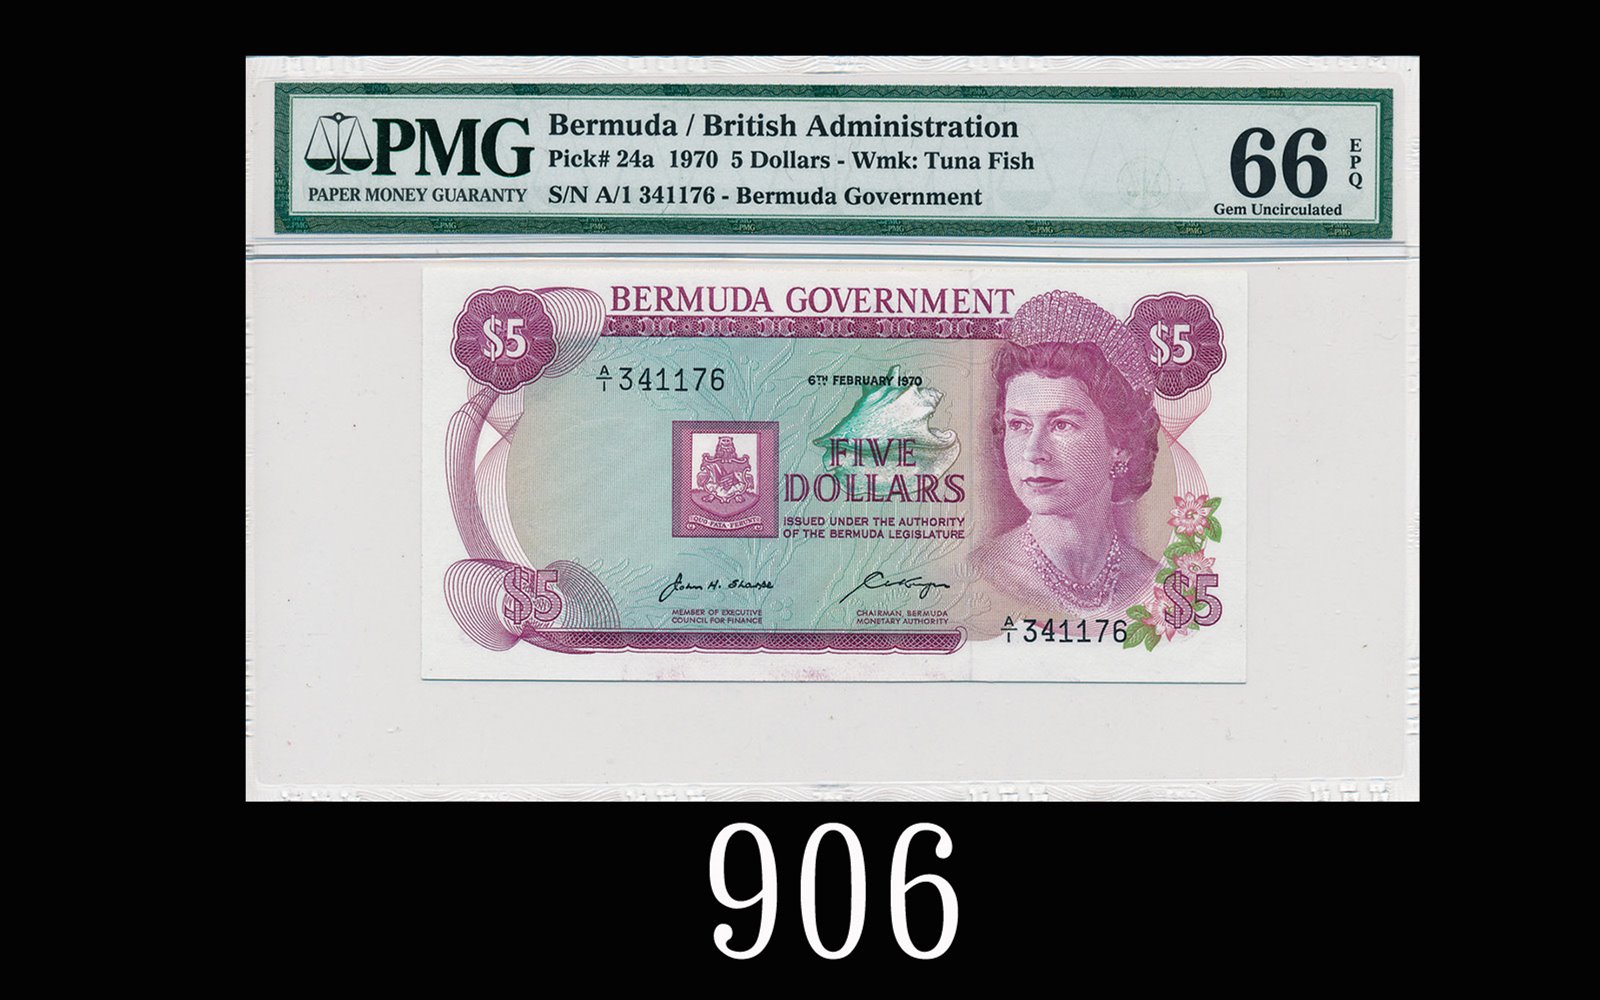 PMG
PAPER MONEY GUARANTY
Bermuda / British Administration
Pick# 24a 1970 5 Dollars - Wmk: Tuna Fish
S/N A/1 341176 - Bermuda Government
66
EPQ
Gem Uncirculated
BERMUDA GOVERNMENT
$5
$5
A/1 341176
6TH FEBRUARY 1970
FIVE
DOLLARS
QUO FATA FERUNT
ISSUED UNDER THE AUTHORITY
OF THE BERMUDA LEGISLATURE
John H. Sharpe
MEMBER OF EXECUTIVE
COUNCIL FOR FINANCE
CHAIRMAN, BERMUDA
MONETARY AUTHORITY
$5
$5
A/1 341176
906